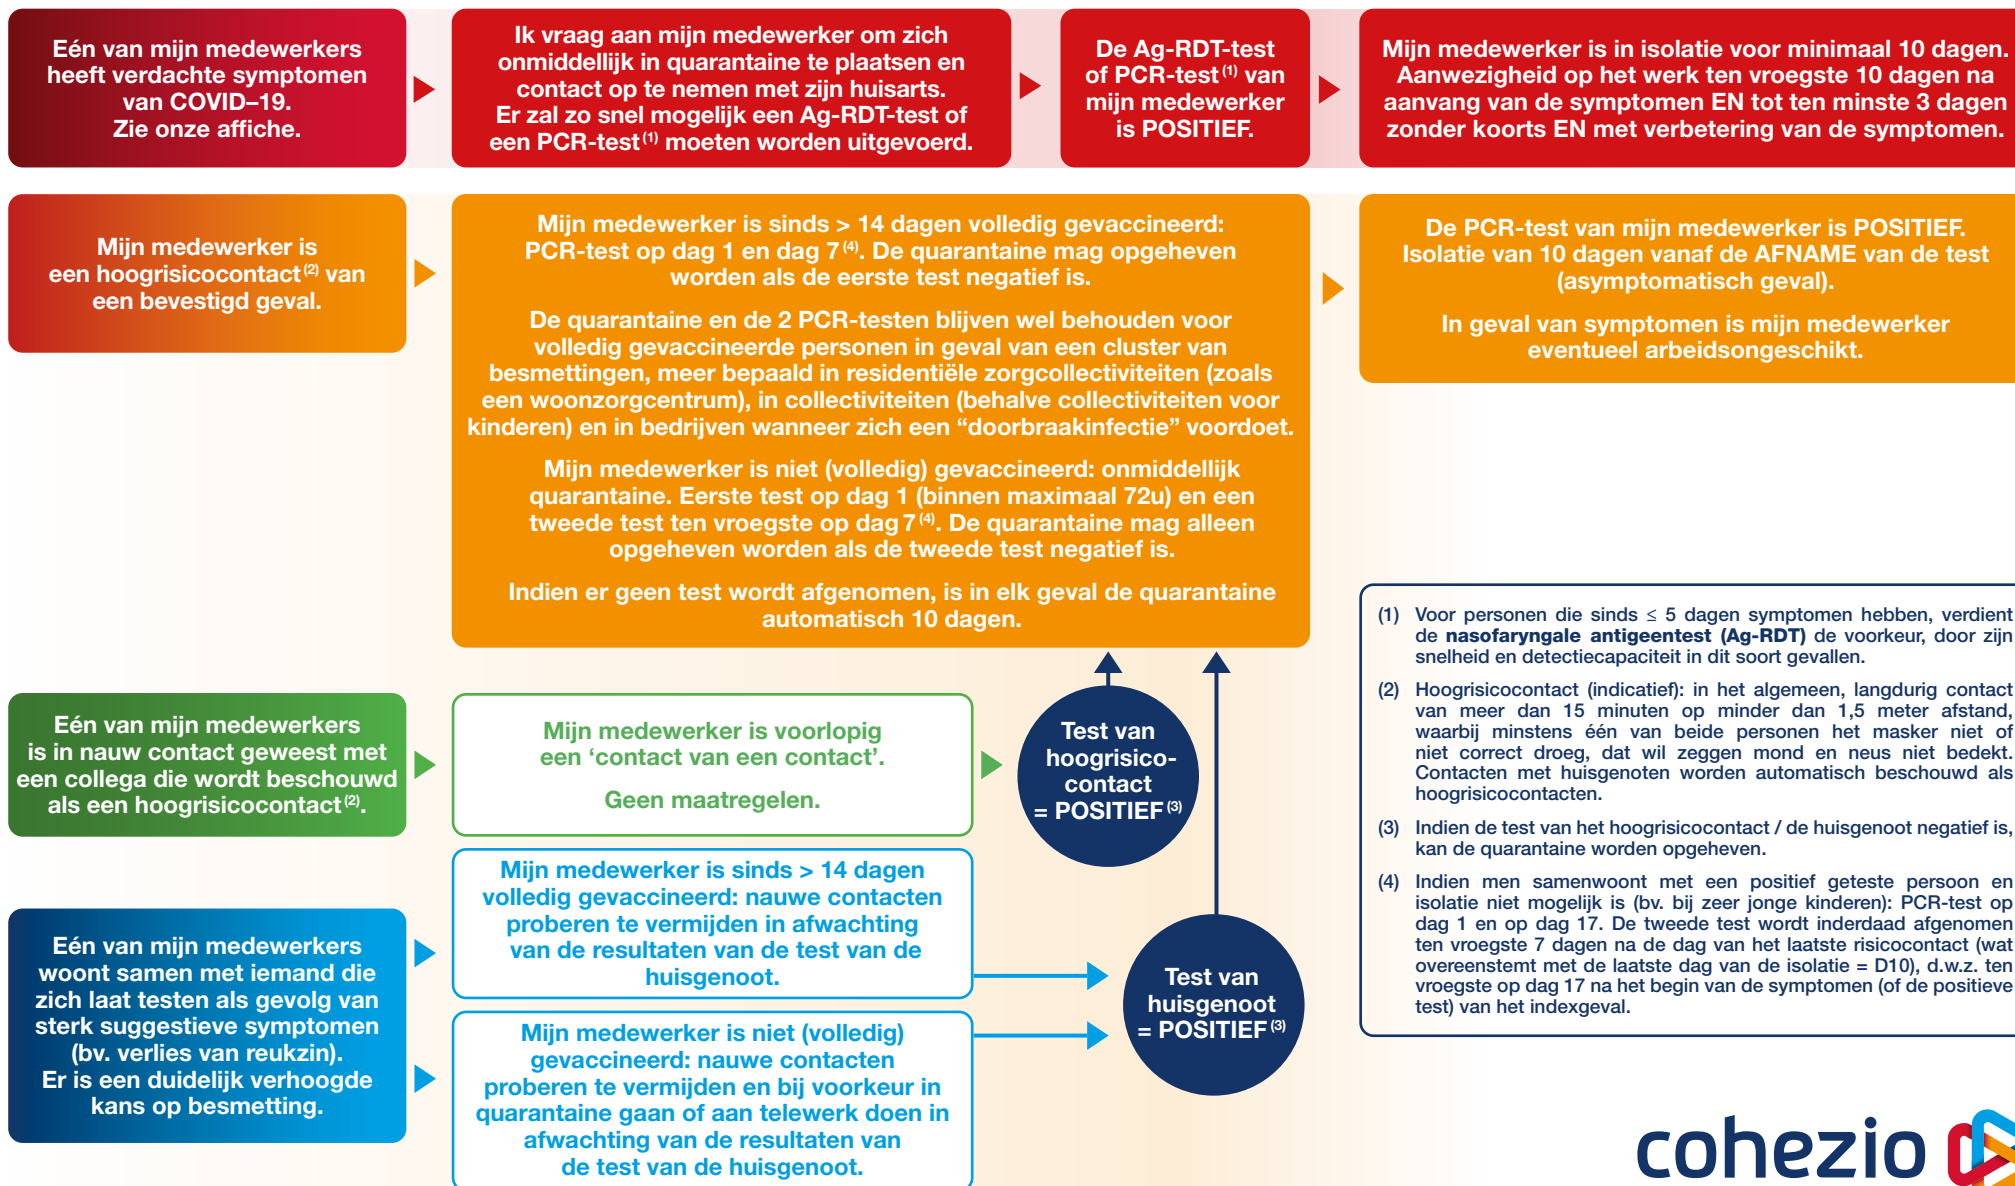 Eén van mijn medewerkers
heeft verdachte symptomen
van COVID–19.
Zie onze affiche.
Ik vraag aan mijn medewerker om zich
onmiddellijk in quarantaine te plaatsen en
contact op te nemen met zijn huisarts.
Er zal zo snel mogelijk een Ag-RDT-test of
een PCR-test (1) moeten worden uitgevoerd.
De Ag-RDT-test
of PCR-test (1) van
mijn medewerker
is POSITIEF.
Mijn medewerker is in isolatie voor minimaal 10 dagen.
Aanwezigheid op het werk ten vroegste 10 dagen na
aanvang van de symptomen EN tot ten minste 3 dagen
zonder koorts EN met verbetering van de symptomen.
Mijn medewerker is
een hoogrisicocontact (2) van
een bevestigd geval.
Mijn medewerker is sinds > 14 dagen volledig gevaccineerd:
PCR-test op dag 1 en dag 7 (4). De quarantaine mag opgeheven
worden als de eerste test negatief is.
De quarantaine en de 2 PCR-testen blijven wel behouden voor
volledig gevaccineerde personen in geval van een cluster van
besmettingen, meer bepaald in residentiële zorgcollectiviteiten (zoals
een woonzorgcentrum), in collectiviteiten (behalve collectiviteiten voor
kinderen) en in bedrijven wanneer zich een “doorbraakinfectie” voordoet.
Mijn medewerker is niet (volledig) gevaccineerd: onmiddellijk
quarantaine. Eerste test op dag 1 (binnen maximaal 72u) en een
tweede test ten vroegste op dag 7 (4). De quarantaine mag alleen
opgeheven worden als de tweede test negatief is.
Indien er geen test wordt afgenomen, is in elk geval de quarantaine
automatisch 10 dagen.
De PCR-test van mijn medewerker is POSITIEF.
Isolatie van 10 dagen vanaf de AFNAME van de test
(asymptomatisch geval).
In geval van symptomen is mijn medewerker
eventueel arbeidsongeschikt.
Eén van mijn medewerkers
is in nauw contact geweest met
een collega die wordt beschouwd
als een hoogrisicocontact (2).
Mijn medewerker is voorlopig
een ‘contact van een contact’.
Geen maatregelen.
Test van
hoogrisico-
contact
= POSITIEF (3)
Eén van mijn medewerkers
woont samen met iemand die
zich laat testen als gevolg van
sterk suggestieve symptomen
(bv. verlies van reukzin).
Er is een duidelijk verhoogde
kans op besmetting.
Mijn medewerker is sinds > 14 dagen
volledig gevaccineerd: nauwe contacten
proberen te vermijden in afwachting
van de resultaten van de test van de
huisgenoot.
Mijn medewerker is niet (volledig)
gevaccineerd: nauwe contacten
proberen te vermijden en bij voorkeur in
quarantaine gaan of aan telewerk doen in
afwachting van de resultaten van
de test van de huisgenoot.
Test van
huisgenoot
= POSITIEF (3)
(1) Voor personen die sinds ≤ 5 dagen symptomen hebben, verdient
de nasofaryngale antigeentest (Ag-RDT) de voorkeur, door zijn
snelheid en detectiecapaciteit in dit soort gevallen.
(2) Hoogrisicocontact (indicatief): in het algemeen, langdurig contact
van meer dan 15 minuten op minder dan 1,5 meter afstand,
waarbij minstens één van beide personen het masker niet of
niet correct droeg, dat wil zeggen mond en neus niet bedekt.
Contacten met huisgenoten worden automatisch beschouwd als
hoogrisicocontacten.
(3) Indien de test van het hoogrisicocontact / de huisgenoot negatief is,
kan de quarantaine worden opgeheven.
(4) Indien men samenwoont met een positief geteste persoon en
isolatie niet mogelijk is (bv. bij zeer jonge kinderen): PCR-test op
dag 1 en op dag 17. De tweede test wordt inderdaad afgenomen
ten vroegste 7 dagen na de dag van het laatste risicocontact (wat
overeenstemt met de laatste dag van de isolatie = D10), d.w.z. ten
vroegste op dag 17 na het begin van de symptomen (of de positieve
test) van het indexgeval.
cohezio